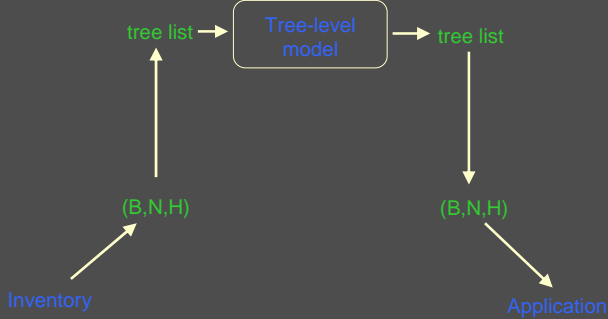 tree list
Tree-level
model
tree list
(B,N,H)
(B,N,H)
Inventory
Application